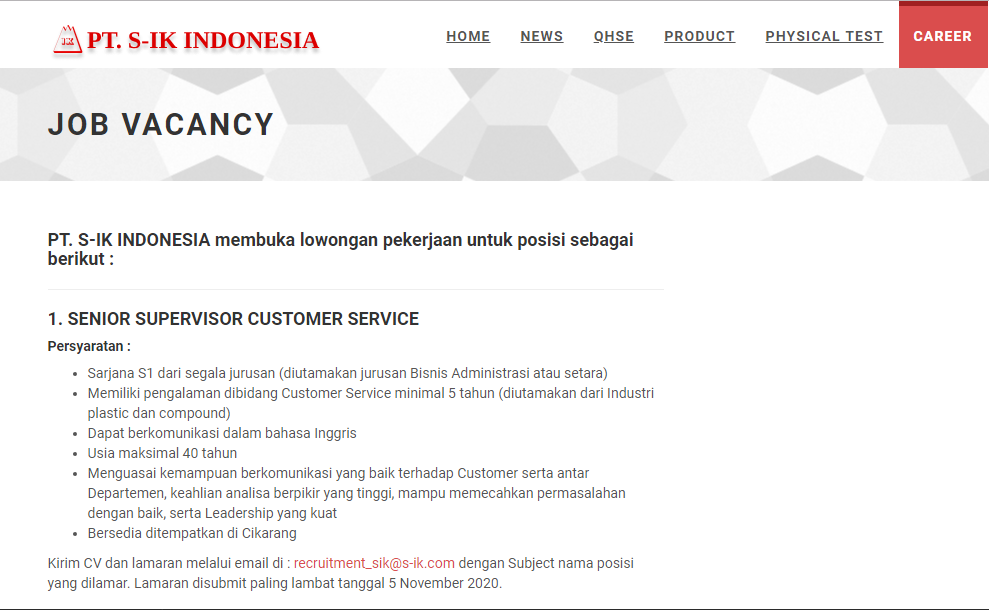 PT. S-IK INDONESIA
HOME NEWS QHSE PRODUCT PHYSICAL TEST CAREER
JOB VACANCY
PT. S-IK INDONESIA membuka lowongan pekerjaan untuk posisi sebagai
berikut :
1. SENIOR SUPERVISOR CUSTOMER SERVICE
Persyaratan :
• Sarjana S1 dari segala jurusan (diutamakan jurusan Bisnis Administrasi atau setara)
• Memiliki pengalaman dibidang Customer Service minimal 5 tahun (diutamakan dari Industri
plastic dan compound)
• Dapat berkomunikasi dalam bahasa Inggris
• Usia maksimal 40 tahun
• Menguasai kemampuan berkomunikasi yang baik terhadap Customer serta antar
Departemen, keahlian analisa berpikir yang tinggi, mampu memecahkan permasalahan
dengan baik, serta Leadership yang kuat
• Bersedia ditempatkan di Cikarang
Kirim CV dan lamaran melalui email di : recruitment_sik@s-ik.com dengan Subject nama posisi
yang dilamar. Lamaran disubmit paling lambat tanggal 5 November 2020.